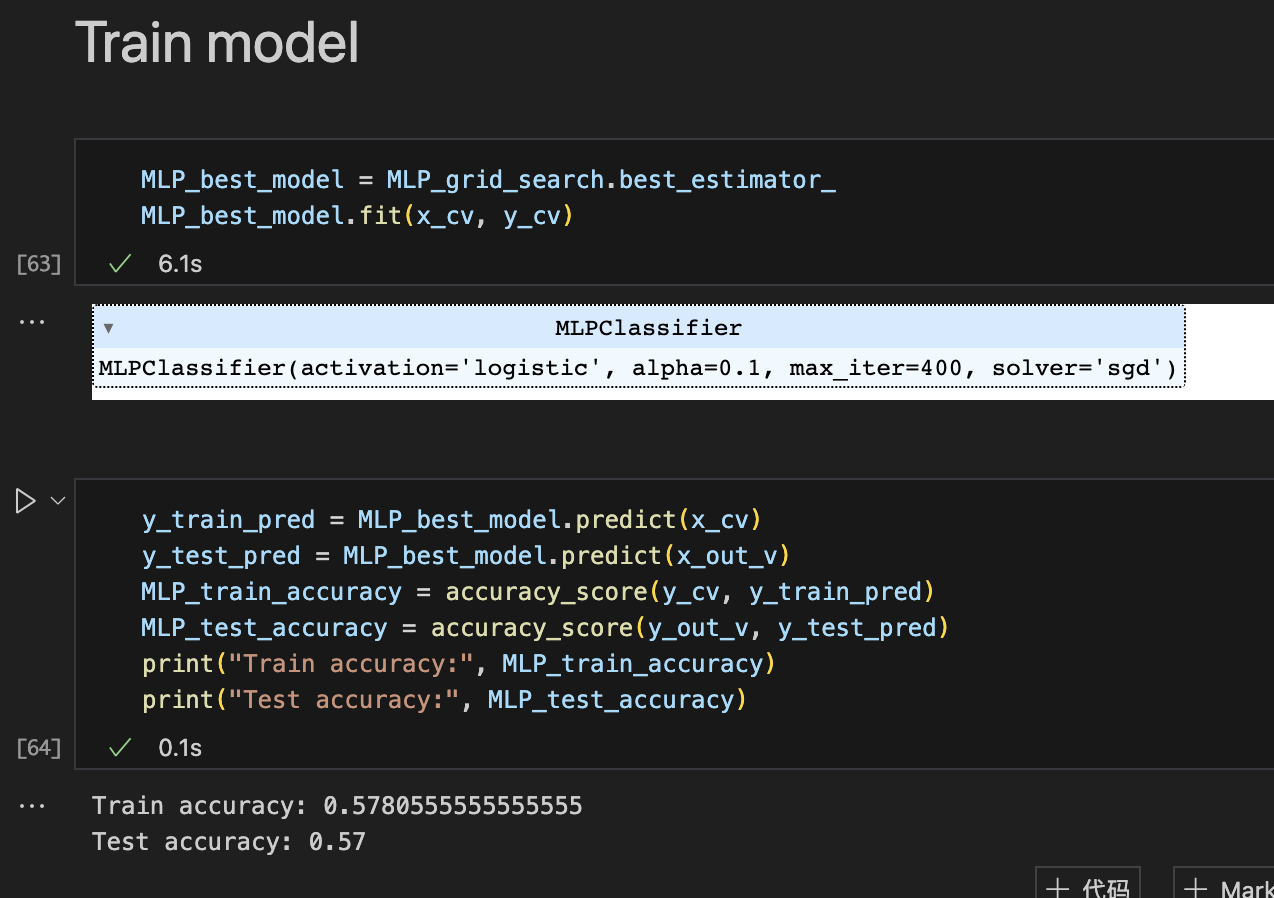 Train model
MLP_best_model = MLP_grid_search.best_estimator_
MLP_best_model.fit(x_cv, y_cv)
[63]
6.1s
MLPClassifier
MLPClassifier(activation='logistic', alpha=0.1, max_iter=400, solver='sgd')
y_train_pred = MLP_best_model.predict(x_cv)
y_test_pred = MLP_best_model.predict(x_out_v)
MLP_train_accuracy = accuracy_score(y_cv, y_train_pred)
MLP_test_accuracy = accuracy_score(y_out_v, y_test_pred)
print("Train accuracy:", MLP_train_accuracy)
print("Test accuracy:", MLP_test_accuracy)
[64]
0.1s
Train accuracy: 0.5780555555555555
Test accuracy: 0.57
+ 代码 + Mark